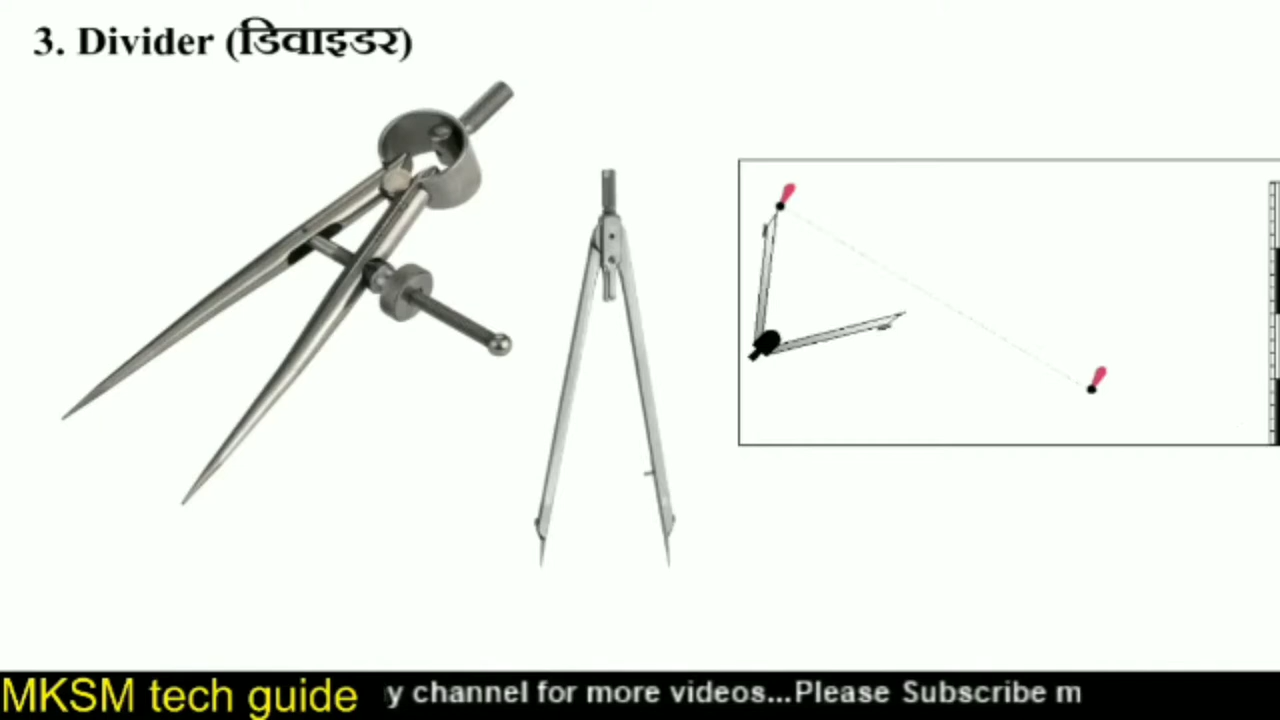 3. Divider (डिवाइडर)
MKSM tech guide y channel for more videos...Please Subscribe m